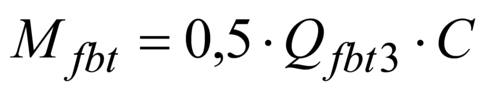 M_fbt = 0,5 · Q_fbt3 · C